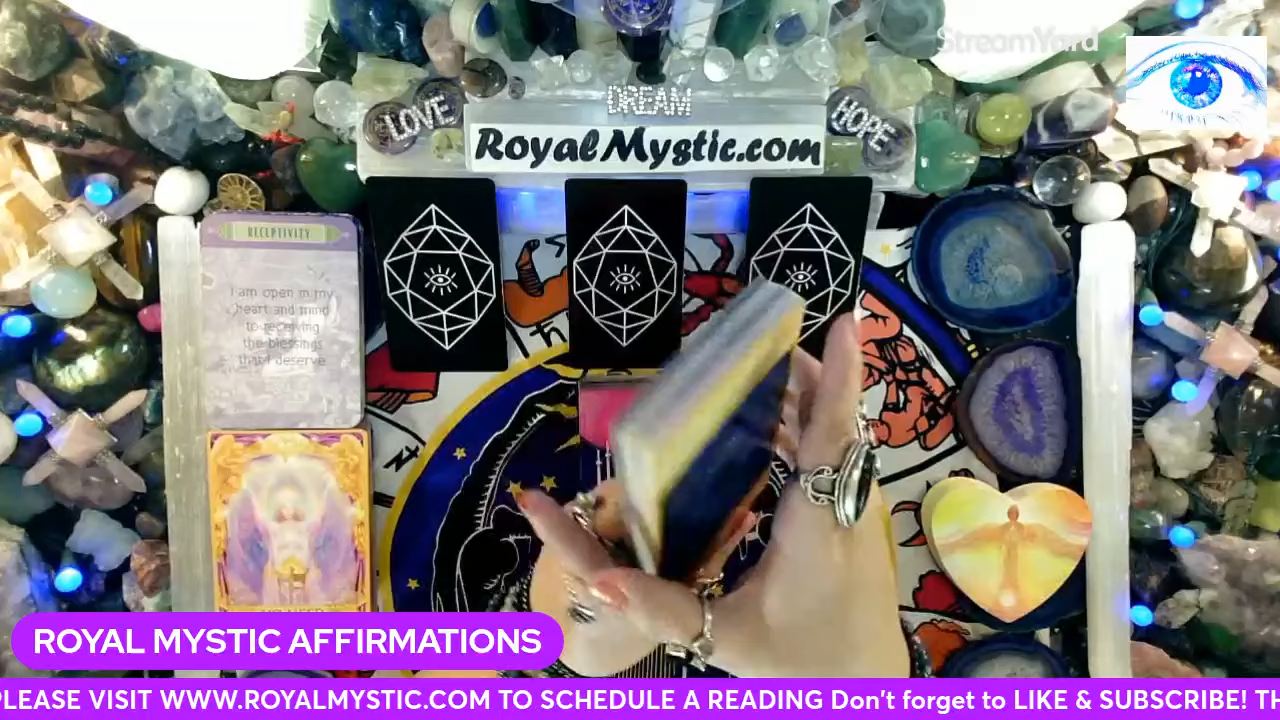 StreamYard
DREAM
LOVE
HOPE
RoyalMystic.com
RECEPTIVITY
I am open in my
heart and mind
to receiving
the blessings
that I deserve
ROYAL MYSTIC AFFIRMATIONS
PLEASE VISIT WWW.ROYALMYSTIC.COM TO SCHEDULE A READING Don't forget to LIKE & SUBSCRIBE! TH